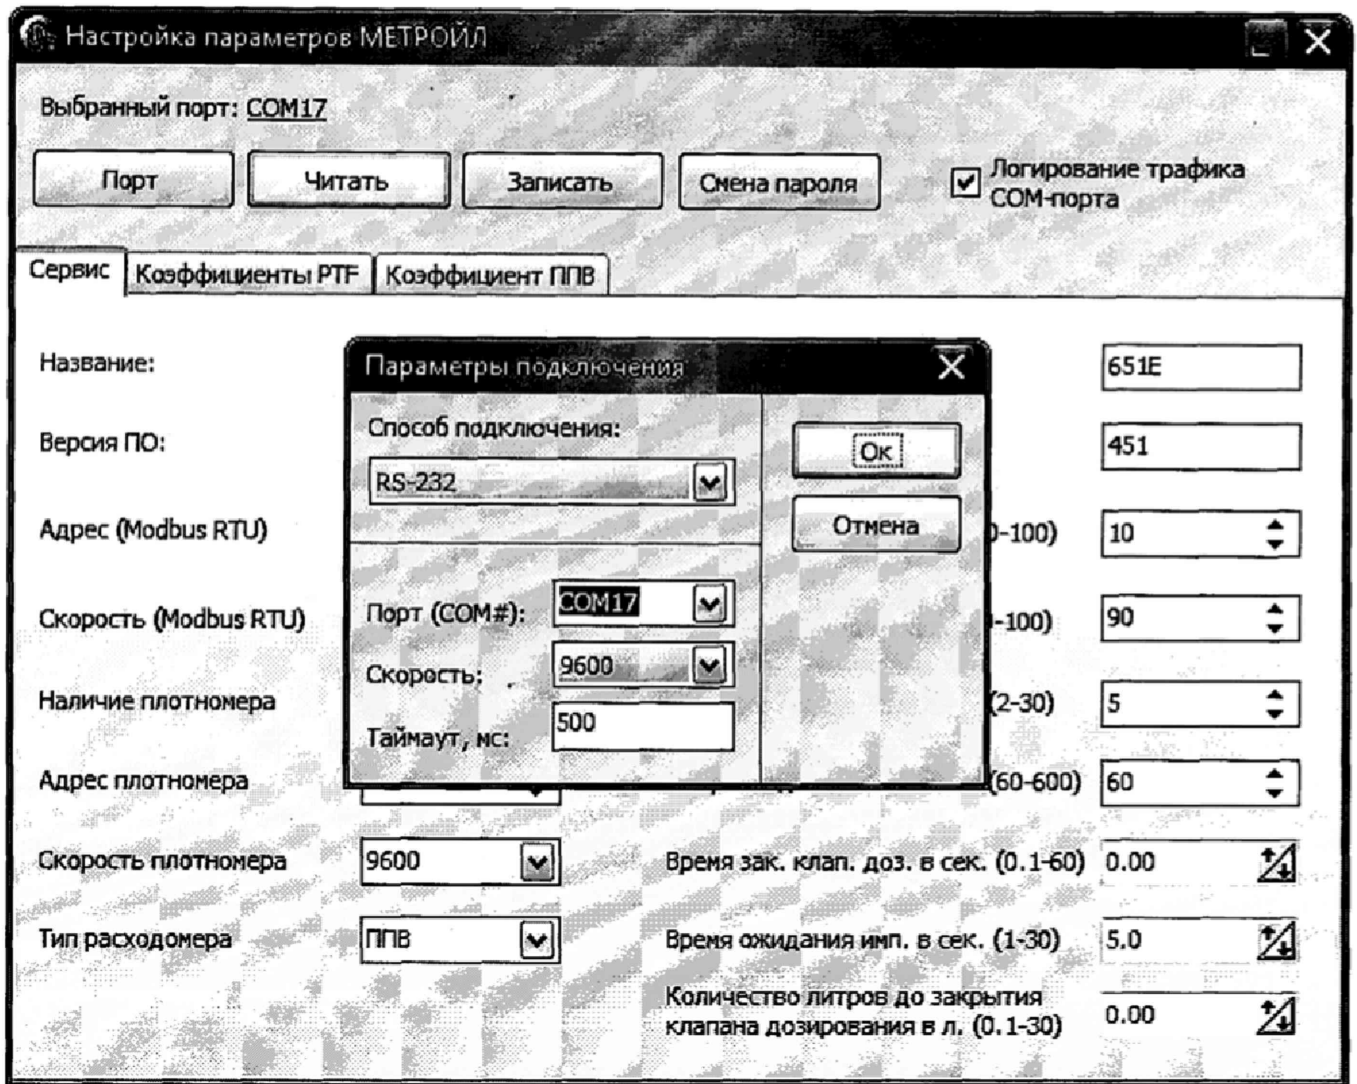 Настройка параметров МЕТРОЙЛ
Выбранный порт: COM17
Порт
Читать
Записать
Смена пароля
Логирование трафика
COM-порта
Сервис
Коэффициенты PTF
Коэффициент ППВ
Название:
651E
Версия ПО:
451
Адрес (Modbus RTU)
0-100)
10
Скорость (Modbus RTU)
-100)
90
Наличие плотномера
(2-30)
5
Адрес плотномера
(60-600)
60
Параметры подключения
Способ подключения:
RS-232
Ок
Отмена
Порт (COM#):
COM17
Скорость:
9600
Таймаут, мс:
500
Скорость плотномера
9600
Время зак. клап. доз. в сек. (0.1-60)
0.00
Тип расходомера
ППВ
Время ожидания имп. в сек. (1-30)
5.0
Количество литров до закрытия
клапана дозирования в л. (0.1-30)
0.00